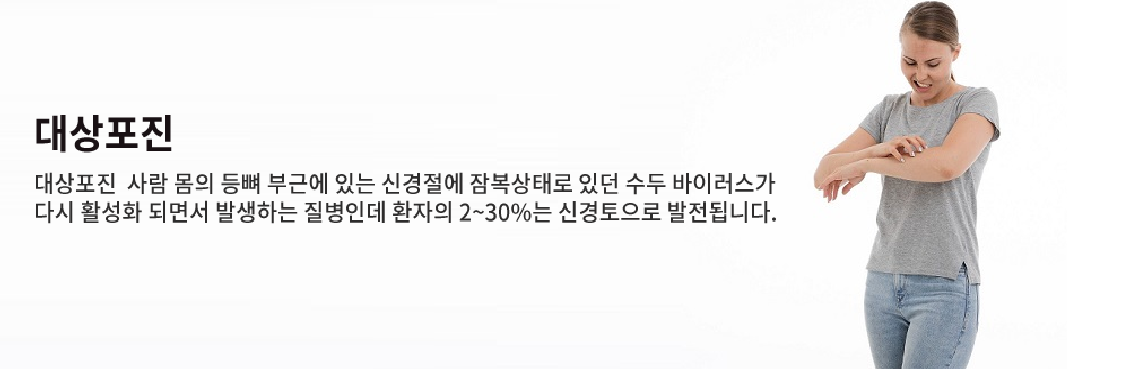 대상포진
대상포진 사람 몸의 등뼈 부근에 있는 신경절에 잠복상태로 있던 수두 바이러스가
다시 활성화 되면서 발생하는 질병인데 환자의 2~30%는 신경토으로 발전됩니다.